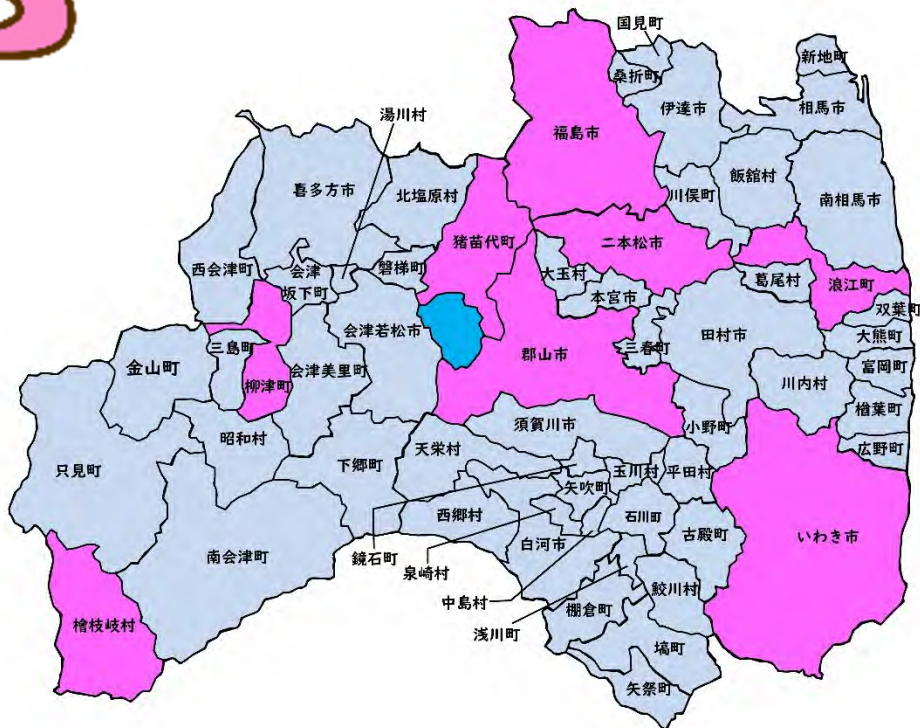 国見町
新地町
桑折町
伊達市
相馬市
湯川村
福島市
喜多方市
北塩原村
飯舘村
川俣町
南相馬市
猪苗代町
二本松市
西会津町
会津
坂下町
磐梯町
大玉村
葛尾村
浪江町
本宮市
双葉町
会津若松市
田村市
大熊町
三島町
郡山市
三春町
金山町
柳津町
会津美里町
川内村
富岡町
楢葉町
須賀川市
小野町
昭和村
天栄村
広野町
只見町
下郷町
玉川村
平田村
矢吹町
西郷村
石川町
古殿町
いわき市
白河市
南会津町
鏡石町
泉崎村
中島村
鮫川村
棚倉町
檜枝岐村
浅川町
塙町
矢祭町